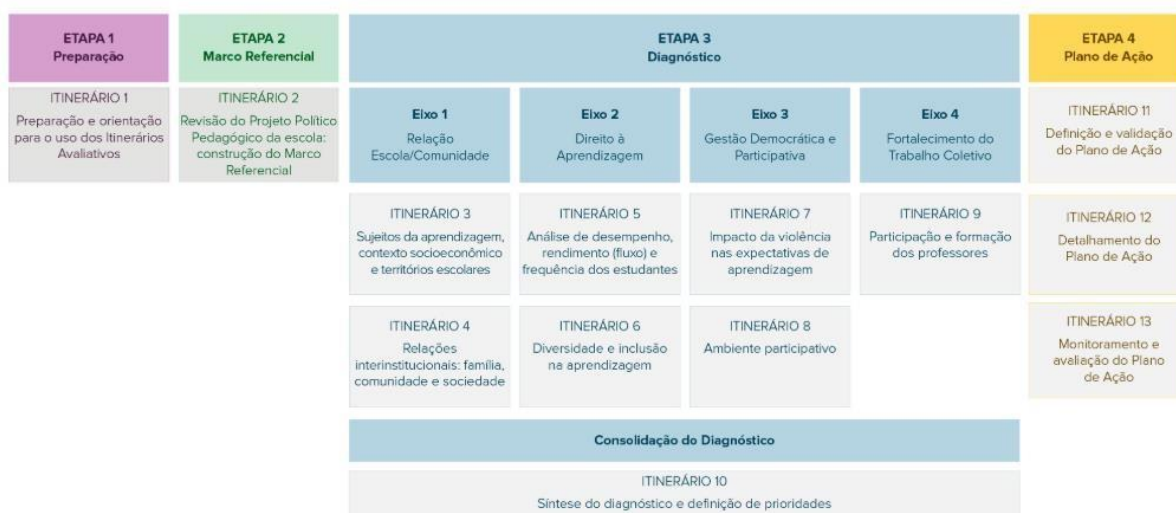 ETAPA 1
Preparação
ITINERÁRIO 1
Preparação e orientação
para o uso dos Itinerários
Avaliativos
ETAPA 2
Marco Referencial
ITINERÁRIO 2
Revisão do Projeto Político
Pedagógico da escola:
construção do Marco
Referencial
ETAPA 3
Diagnóstico
Eixo 1
Relação
Escola/Comunidade
ITINERÁRIO 3
Sujeitos da aprendizagem,
contexto socioeconômico
e territórios escolares
ITINERÁRIO 4
Relações
interinstitucionais: família,
comunidade e sociedade
Eixo 2
Direito à
Aprendizagem
ITINERÁRIO 5
Análise de desempenho,
rendimento (fluxo) e
frequência dos estudantes
ITINERÁRIO 6
Diversidade e inclusão
na aprendizagem
Eixo 3
Gestão Democrática e
Participativa
ITINERÁRIO 7
Impacto da violência
nas expectativas de
aprendizagem
ITINERÁRIO 8
Ambiente participativo
Eixo 4
Fortalecimento do
Trabalho Coletivo
ITINERÁRIO 9
Participação e formação
dos professores
Consolidação do Diagnóstico
ITINERÁRIO 10
Síntese do diagnóstico e definição de prioridades
ETAPA 4
Plano de Ação
ITINERÁRIO 11
Definição e validação
do Plano de Ação
ITINERÁRIO 12
Detalhamento do
Plano de Ação
ITINERÁRIO 13
Monitoramento e
avaliação do Plano
de Ação